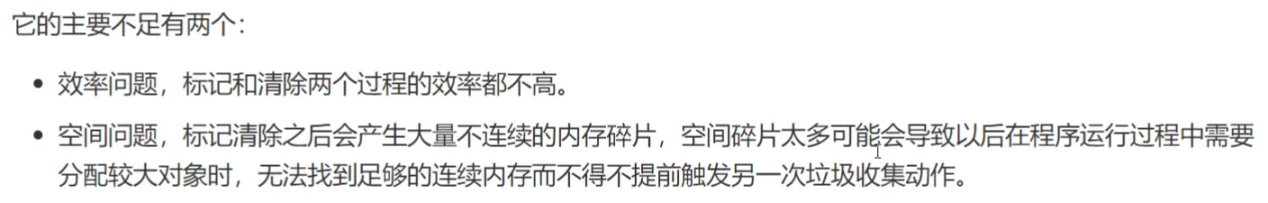 它的主要不足有两个：
• 效率问题，标记和清除两个过程的效率都不高。
• 空间问题，标记清除之后会产生大量不连续的内存碎片，空间碎片太多可能会导致以后在程序运行过程中需要
分配较大对象时，无法找到足够的连续内存而不得不提前触发另一次垃圾收集动作。